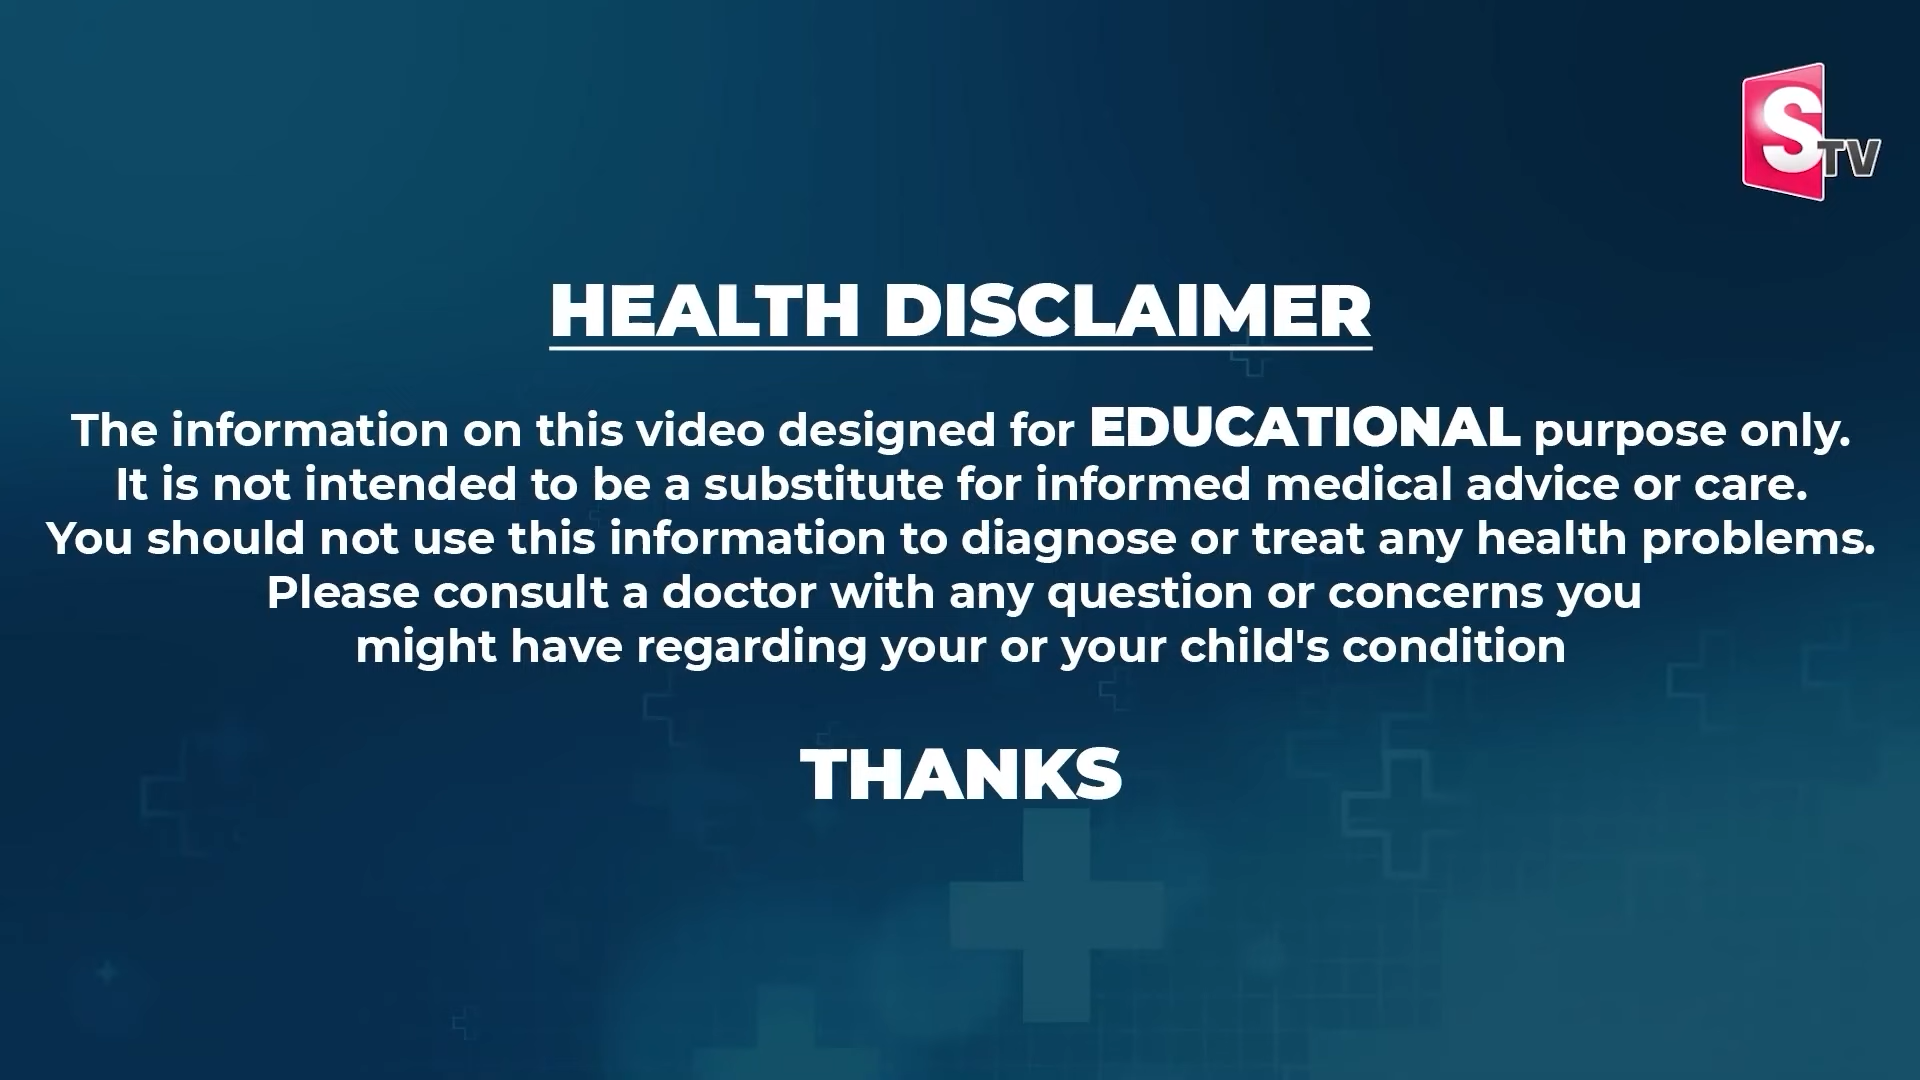 S TV
HEALTH DISCLAIMER
The information on this video designed for EDUCATIONAL purpose only.
It is not intended to be a substitute for informed medical advice or care.
You should not use this information to diagnose or treat any health problems.
Please consult a doctor with any question or concerns you
might have regarding your or your child's condition
THANKS